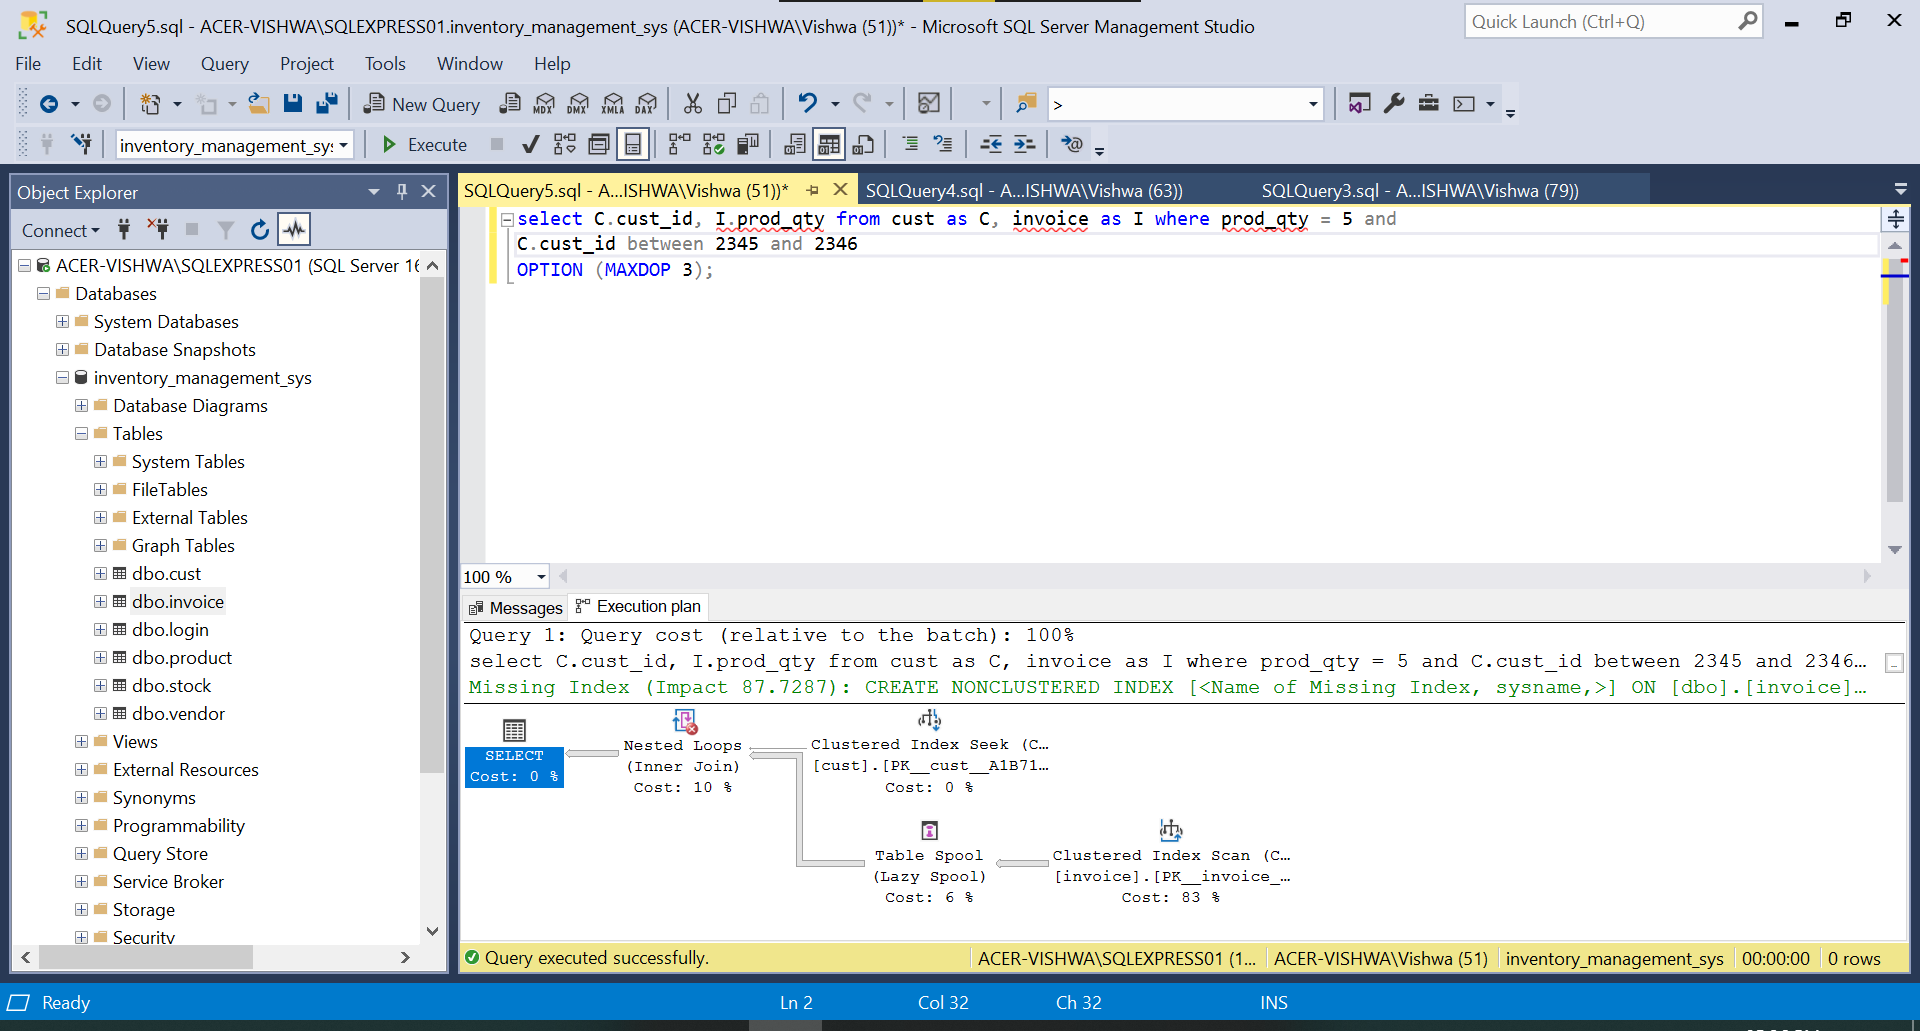 SQLQuery5.sql - ACER-VISHWA\SQLEXPRESS01.inventory_management_sys (ACER-VISHWA\Vishwa (51))* - Microsoft SQL Server Management Studio
Quick Launch (Ctrl+Q)
File Edit View Query Project Tools Window Help
New Query
MDX DMX XMLA DAX
>
inventory_management_sy
Execute
Object Explorer
Connect
ACER-VISHWA\SQLEXPRESS01 (SQL Server 16
Databases
System Databases
Database Snapshots
inventory_management_sys
Database Diagrams
Tables
System Tables
FileTables
External Tables
Graph Tables
dbo.cust
dbo.invoice
dbo.login
dbo.product
dbo.stock
dbo.vendor
Views
External Resources
Synonyms
Programmability
Query Store
Service Broker
Storage
Security
SQLQuery5.sql - A...ISHWA\Vishwa (51))*
SQLQuery4.sql - A...ISHWA\Vishwa (63))
SQLQuery3.sql - A...ISHWA\Vishwa (79))
select C.cust_id, I.prod_qty from cust as C, invoice as I where prod_qty = 5 and
C.cust_id between 2345 and 2346
OPTION (MAXDOP 3);
100 %
Messages
Execution plan
Query 1: Query cost (relative to the batch): 100%
select C.cust_id, I.prod_qty from cust as C, invoice as I where prod_qty = 5 and C.cust_id between 2345 and 2346...
Missing Index (Impact 87.7287): CREATE NONCLUSTERED INDEX [<Name of Missing Index, sysname,>] ON [dbo].[invoice]...
SELECT
Cost: 0 %
Nested Loops
(Inner Join)
Cost: 10 %
Clustered Index Seek (C...
[cust].[PK__cust__A1B71...
Cost: 0 %
Table Spool
(Lazy Spool)
Cost: 6 %
Clustered Index Scan (C...
[invoice].[PK__invoice_...
Cost: 83 %
Query executed successfully.
ACER-VISHWA\SQLEXPRESS01 (1...
ACER-VISHWA\Vishwa (51)
inventory_management_sys
00:00:00
0 rows
Ready
Ln 2
Col 32
Ch 32
INS